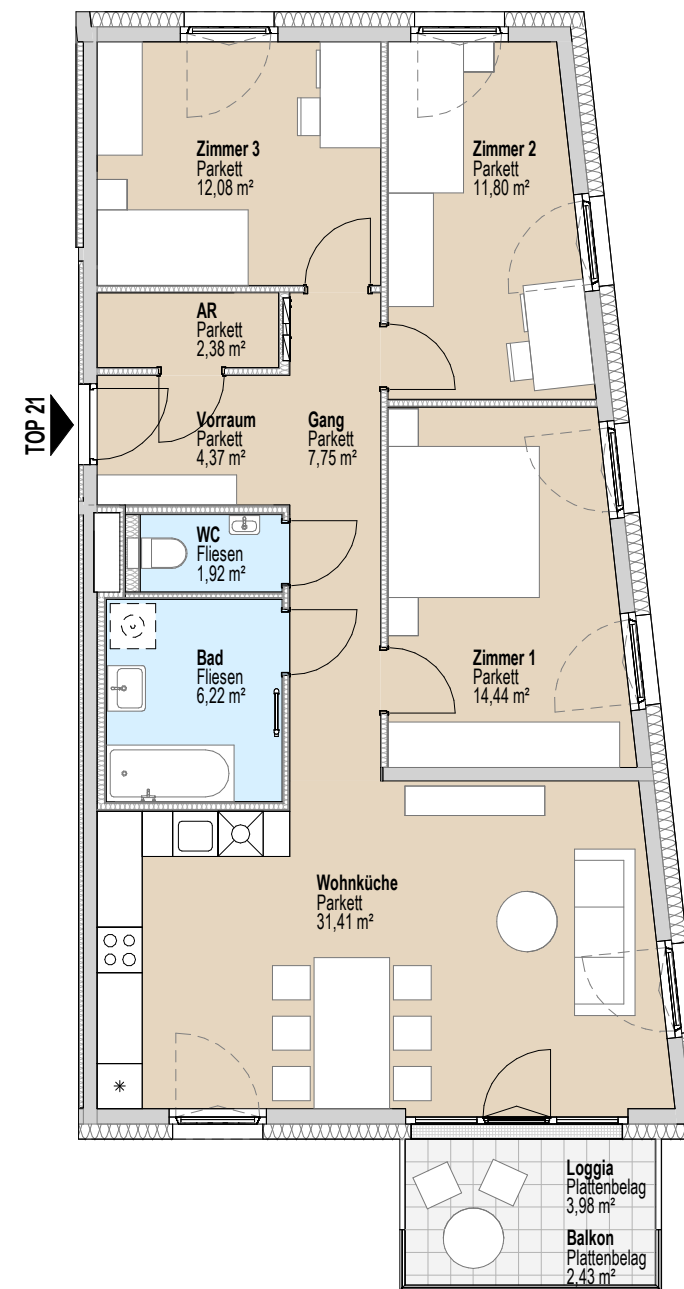 Zimmer 3
Parkett
12,08 m²
Zimmer 2
Parkett
11,80 m²
AR
Parkett
2,38 m²
TOP 21
Vorraum
Parkett
4,37 m²
Gang
Parkett
7,75 m²
WC
Fliesen
1,92 m²
Bad
Fliesen
6,22 m²
Zimmer 1
Parkett
14,44 m²
Wohnküche
Parkett
31,41 m²
Loggia
Plattenbelag
3,98 m²
Balkon
Plattenbelag
2,43 m²